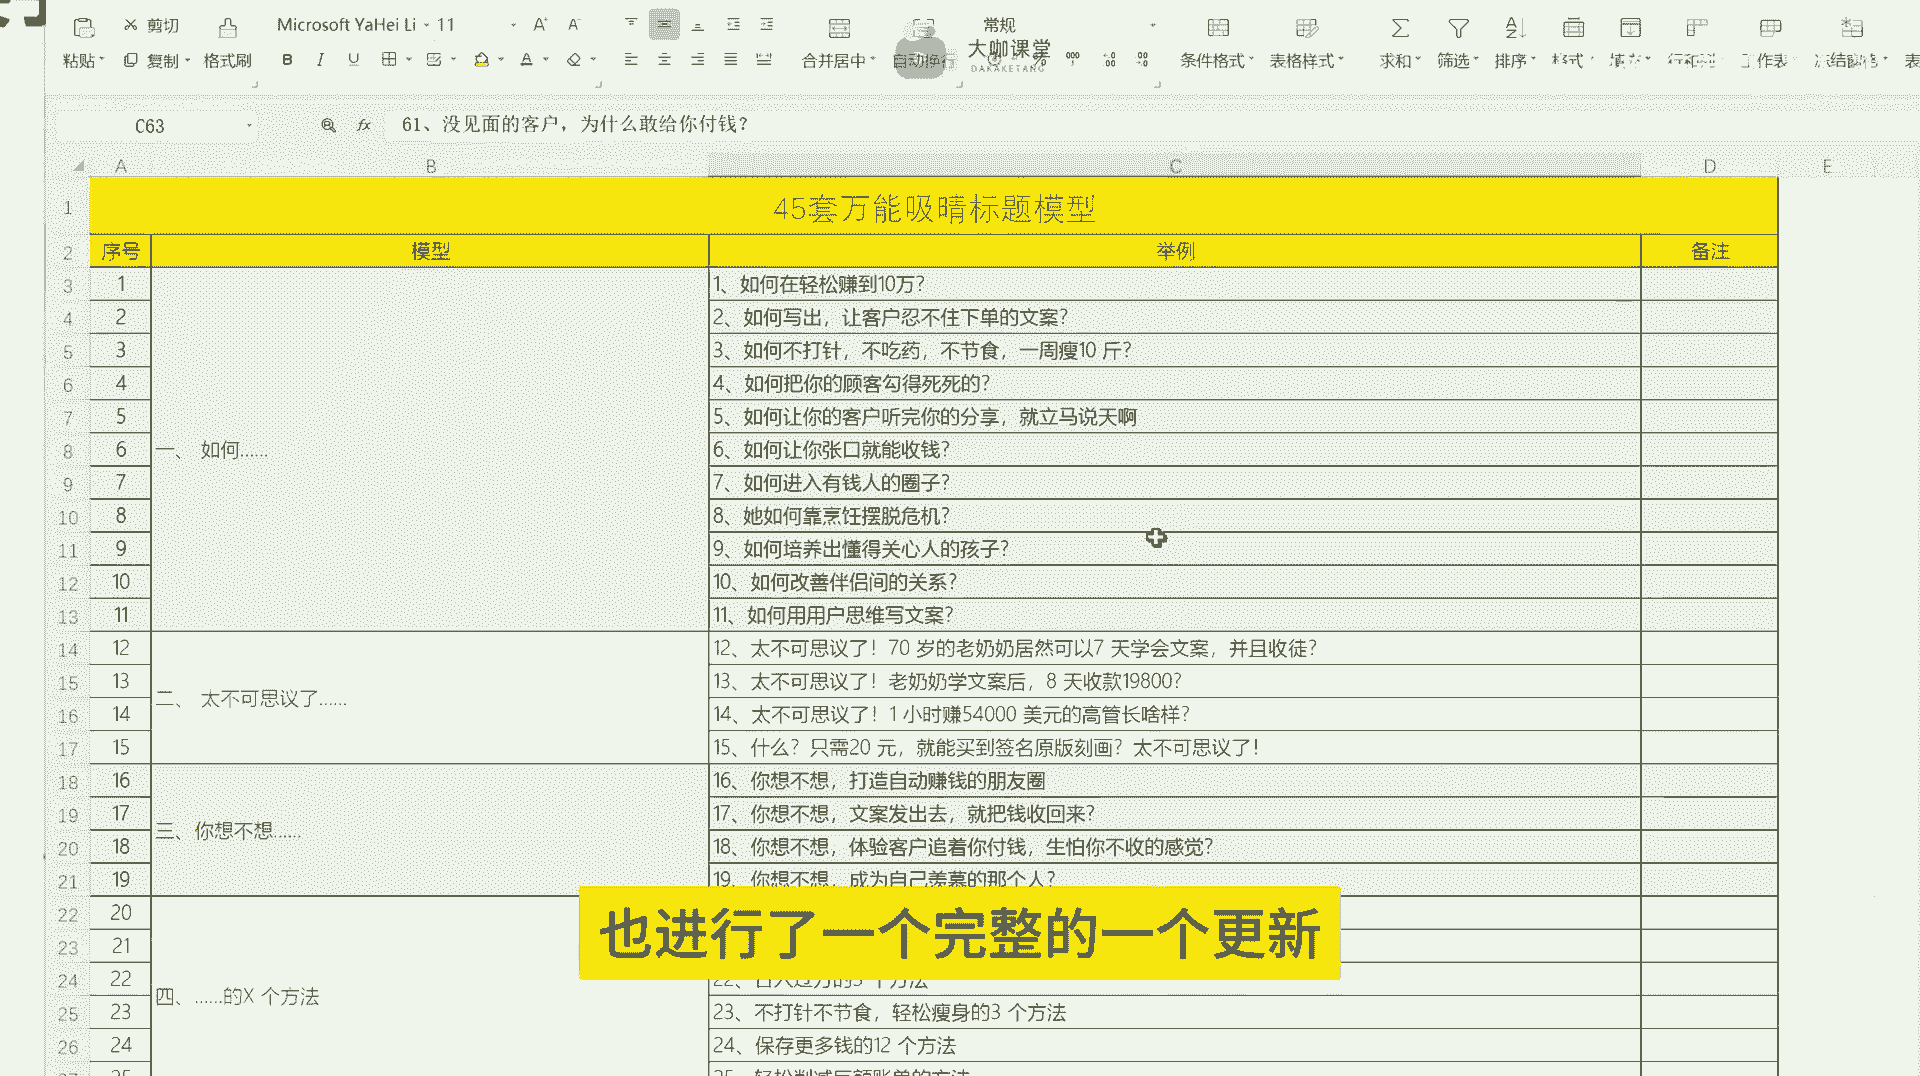 剪切 Microsoft YaHei Li 11 A⁺ A⁻ 常规
大咖课堂
DAKAKETANG
粘贴 复制 格式刷 B I U A 合并居中 自动换行 % 条件格式 表格样式 求和 筛选 排序 格式 填充 行和列 工作表 冻结窗格 表
C63 fx 61、没见面的客户，为什么敢给你付钱？
A B C D E
1 45套万能吸睛标题模型
2 序号 模型 举例 备注
3 1 1、如何在轻松赚到10万？
4 2 2、如何写出，让客户忍不住下单的文案？
5 3 3、如何不打针，不吃药，不节食，一周瘦10 斤？
6 4 4、如何把你的顾客勾得死死的？
7 5 5、如何让你的客户听完你的分享，就立马说天啊
8 6 一、 如何…… 6、如何让你张口就能收钱？
9 7 7、如何进入有钱人的圈子？
10 8 8、她如何靠烹饪摆脱危机？
11 9 9、如何培养出懂得关心人的孩子？
12 10 10、如何改善伴侣间的关系？
13 11 11、如何用用户思维写文案？
14 12 12、太不可思议了！70 岁的老奶奶居然可以7 天学会文案，并且收徒？
15 13 二、 太不可思议了…… 13、太不可思议了！老奶奶学文案后，8 天收款19800？
16 14 14、太不可思议了！1 小时赚54000 美元的高管长啥样？
17 15 15、什么？只需20 元，就能买到签名原版刻画？太不可思议了！
18 16 16、你想不想，打造自动赚钱的朋友圈
19 17 三、你想不想…… 17、你想不想，文案发出去，就把钱收回来？
20 18 18、你想不想，体验客户追着你付钱，生怕你不收的感觉？
21 19 19、你想不想，成为自己羡慕的那个人？
22 20
也进行了一个完整的一个更新
23 21
24 22 四、……的X 个方法
25 23 23、不打针不节食，轻松瘦身的3 个方法
26 24 24、保存更多钱的12 个方法